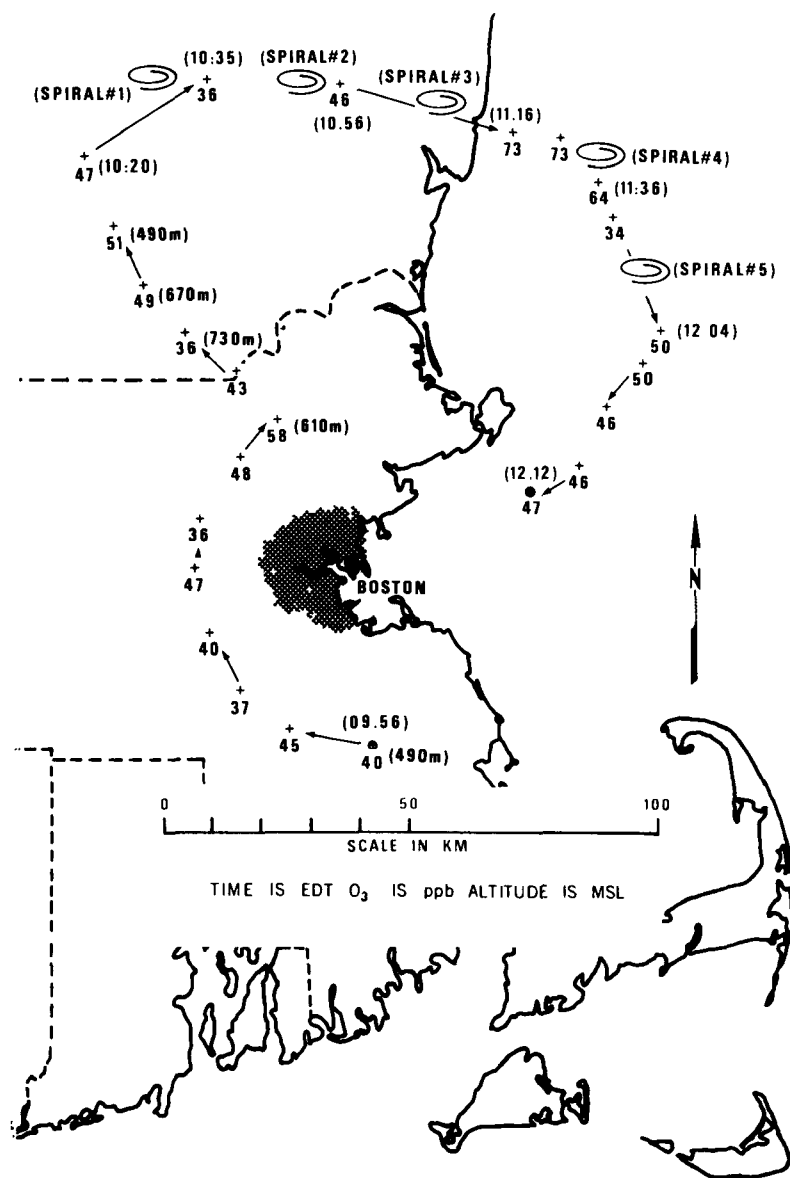 (10:35)
(SPIRAL#2)
(SPIRAL#1)
36
46
(SPIRAL#3)
(10.56)
(11.16)
73
73
(SPIRAL#4)
47 (10:20)
64 (11:36)
34
51 (490m)
(SPIRAL#5)
49 (670m)
36 (730m)
50 (12 04)
43
50
46
58 (610m)
48
46
(12.12)
47
36
47
BOSTON
N
40
37
(09.56)
45
40 (490m)
0 50 100
SCALE IN KM
TIME IS EDT O₃ IS ppb ALTITUDE IS MSL